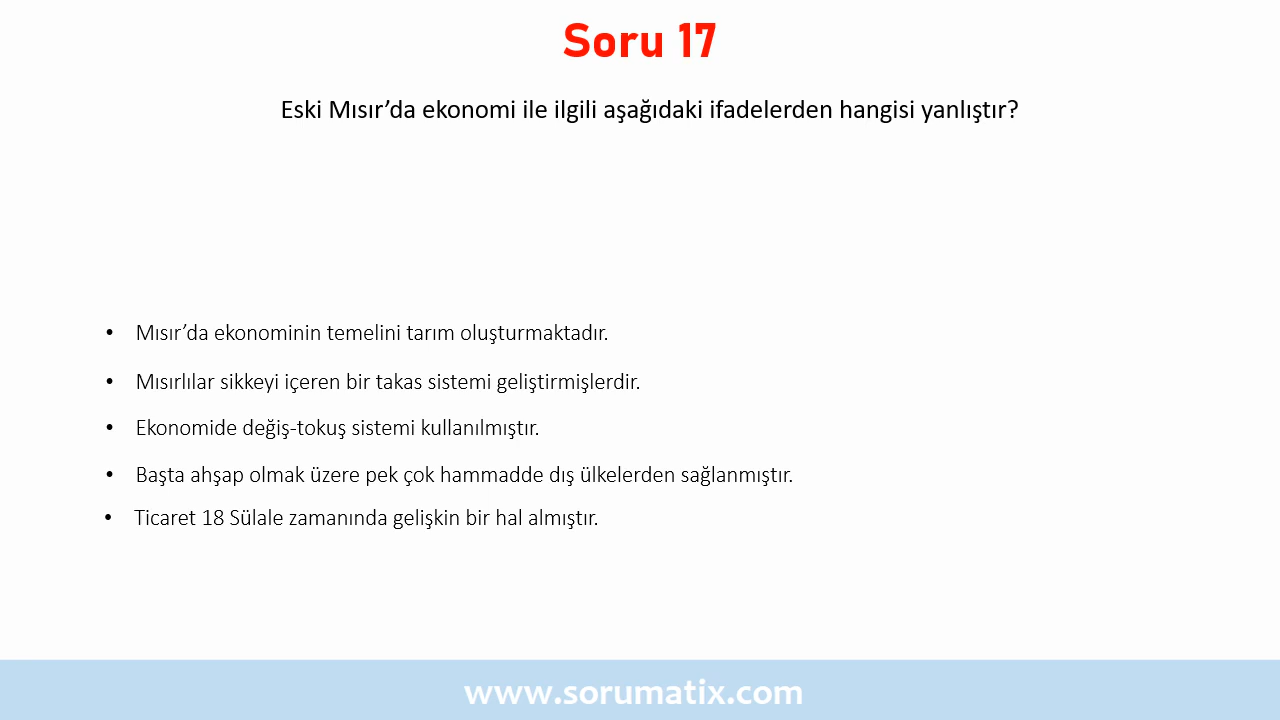 Soru 17
Eski Mısır’da ekonomi ile ilgili aşağıdaki ifadelerden hangisi yanlıştır?
• Mısır’da ekonominin temelini tarım oluşturmaktadır.
• Mısırlılar sikkeyi içeren bir takas sistemi geliştirmişlerdir.
• Ekonomide değiş-tokuş sistemi kullanılmıştır.
• Başta ahşap olmak üzere pek çok hammadde dış ülkelerden sağlanmıştır.
• Ticaret 18 Sülale zamanında gelişkin bir hal almıştır.
www.sorumatix.com